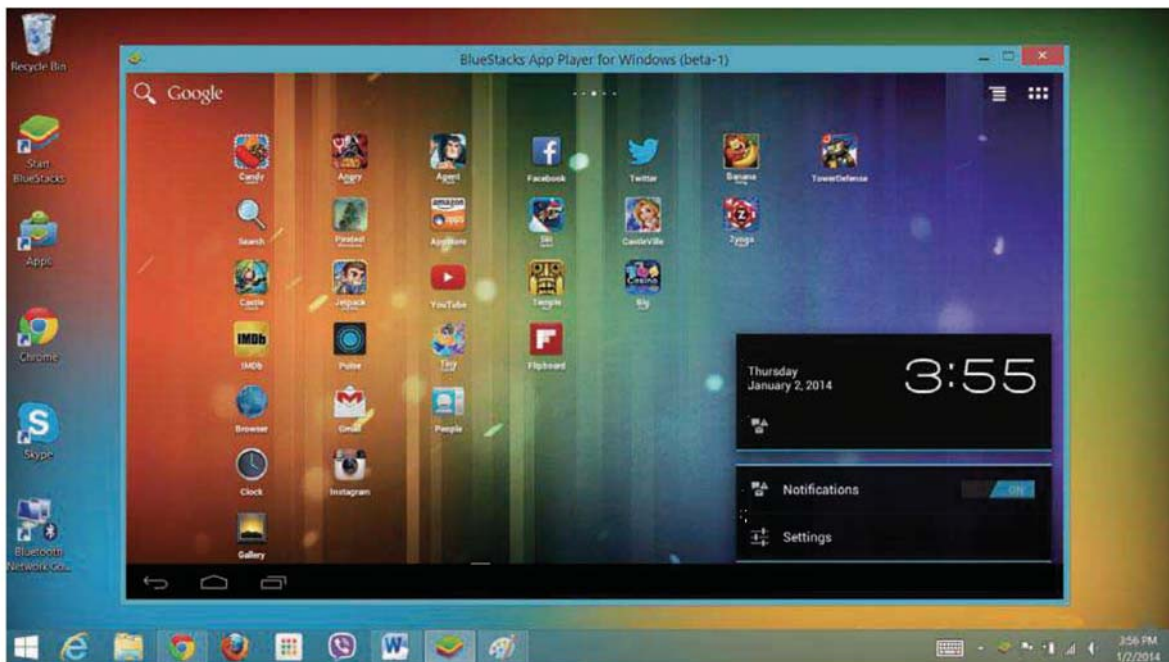 BlueStacks App Player for Windows (beta-1)
Recycle Bin
Start
BlueStacks
Apps
Chrome
Skype
Bluetooth
Network Co...
Google
Candy
Angry
Agent
Facebook
Twitter
Banana
TowerDefense
Search
amazon
apps
AppStore
Ski
CastleVille
Zynga
Castle
Jetpack
YouTube
Temple
Casino
Big
IMDb
IMDb
Pulse
Tiny
Flipboard
Browser
Gmail
People
Clock
Instagram
Gallery
Thursday
January 2, 2014
3:55
Notifications
ON
Settings
3:56 PM
1/2/2014